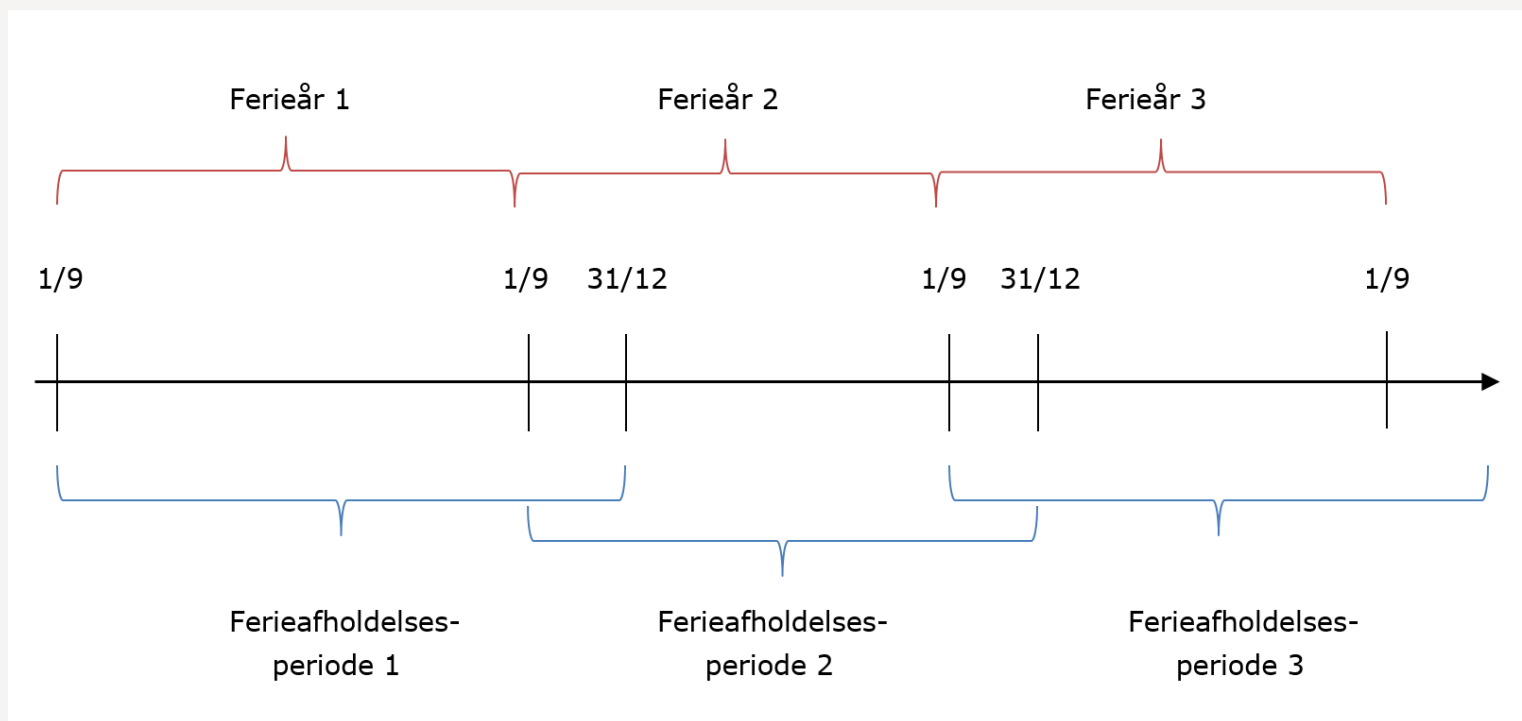 Ferieår 1
Ferieår 2
Ferieår 3
1/9
1/9
31/12
1/9
31/12
1/9
Ferieafholdelses-
periode 1
Ferieafholdelses-
periode 2
Ferieafholdelses-
periode 3